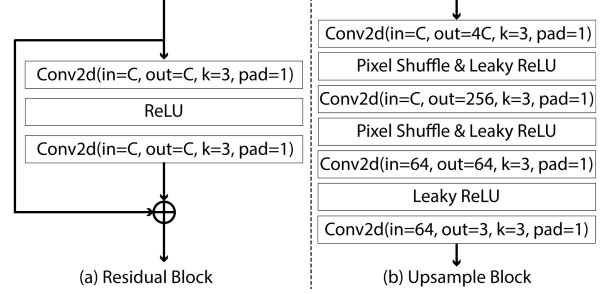 Conv2d(in=C, out=C, k=3, pad=1)
ReLU
Conv2d(in=C, out=C, k=3, pad=1)
(a) Residual Block
Conv2d(in=C, out=4C, k=3, pad=1)
Pixel Shuffle & Leaky ReLU
Conv2d(in=C, out=256, k=3, pad=1)
Pixel Shuffle & Leaky ReLU
Conv2d(in=64, out=64, k=3, pad=1)
Leaky ReLU
Conv2d(in=64, out=3, k=3, pad=1)
(b) Upsample Block